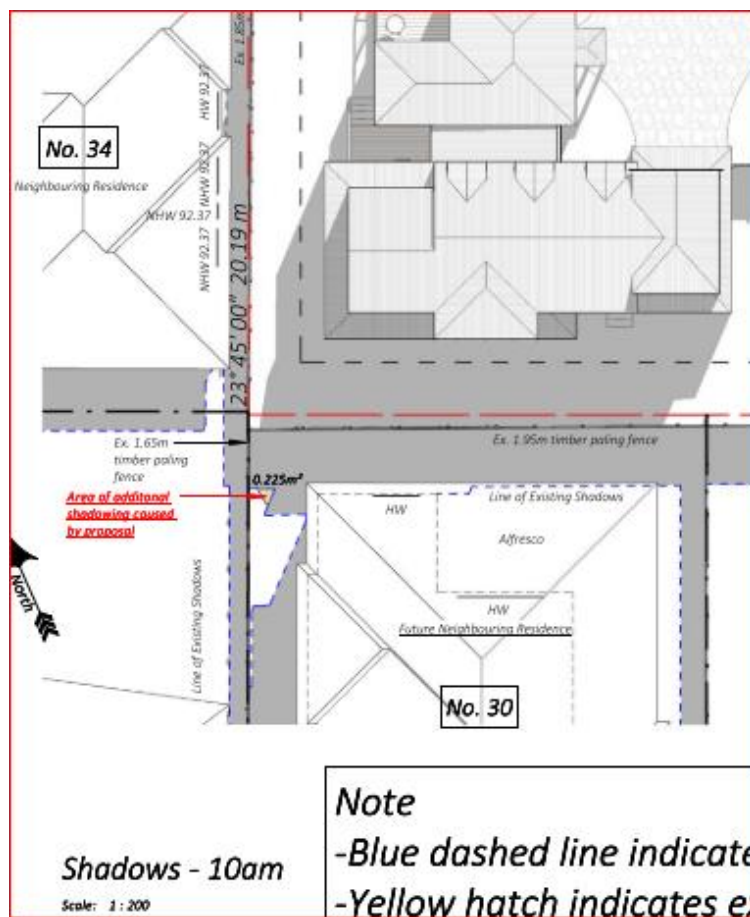 Ex. 1.85m
HW 92.37
No. 34
Neighbouring Residence
NHW 92.37
NHW 92.37
NHW 92.37
23° 45' 00" 20.19 m
Ex. 1.65m
timber paling
fence
Ex. 1.95m timber paling fence
0.225m²
Area of additonal
shadowing caused
by proposal
Line of Existing Shadows
HW
Alfresco
North
Line of Existing Shadows
HW
Future Neighbouring Residence
No. 30
Note
-Blue dashed line indicate
-Yellow hatch indicates e
Shadows - 10am
Scale: 1 : 200